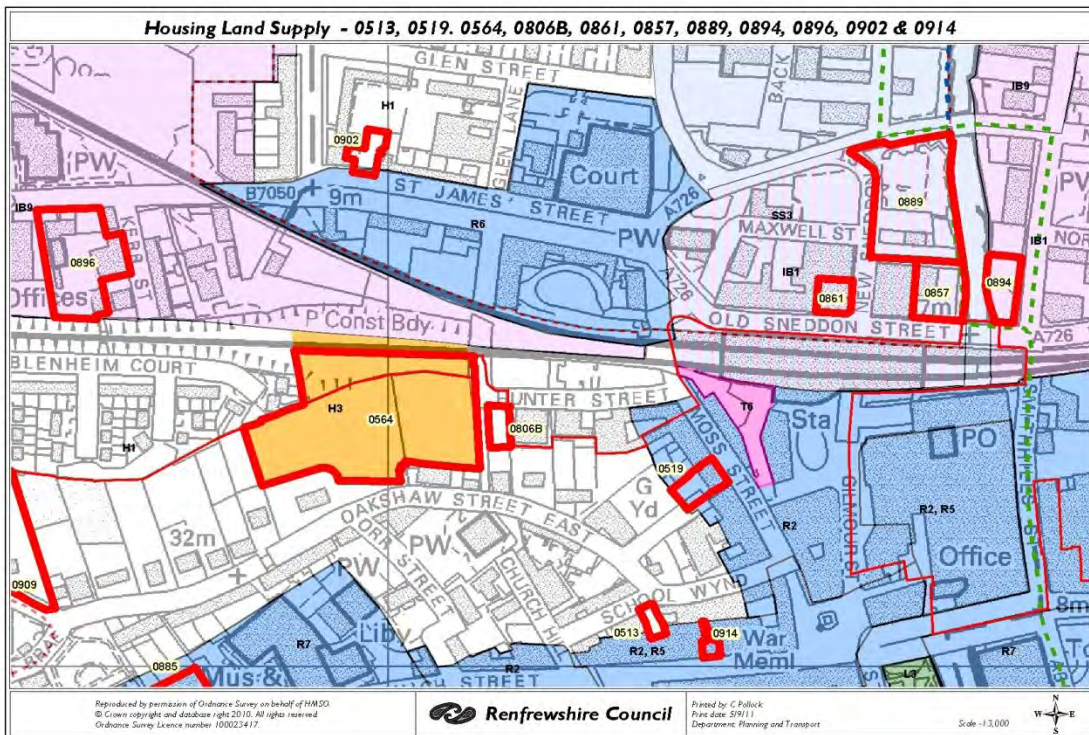 Housing Land Supply - 0513, 0519. 0564, 0806B, 0861, 0857, 0889, 0894, 0896, 0902 & 0914
GLEN STREET
BACK
IB9
H1
GLEN LANE
0902
PW
Court
B7050
9m
ST JAMES' STREET
A726
R6
PW
SS3
MAXWELL ST
0889
IB1
IB1
NOR
IB9
0896
KERR ST
Offices
A726
0861
NEW SNEDDON
0857
7m
0894
P Const Bdy
OLD SNEDDON STREET
A726
BLENHEIM COURT
H3
0564
HUNTER STREE
0806B
T6
Sta
PO
H1
MOSS STREET
0519
G
Yd
OAKSHAW STREET EAST
R2
R2, R5
Office
32m
PW
PW
STREET
CHURCH HI
SCHOOL WYND
0909
8m
Liby
0513
R2, R5
0914
War
Meml
R7
R7
0885
Mus &
R2
STREET
Reproduced by permission of Ordnance Survey on behalf of HMSO.
© Crown copyright and database right 2010. All rights reserved.
Ordnance Survey Licence number 100023417.
Renfrewshire Council
Printed by: C Pollock
Print date: 5/9/11
Department: Planning and Transport
Scale -1:3,000
N
W E
S